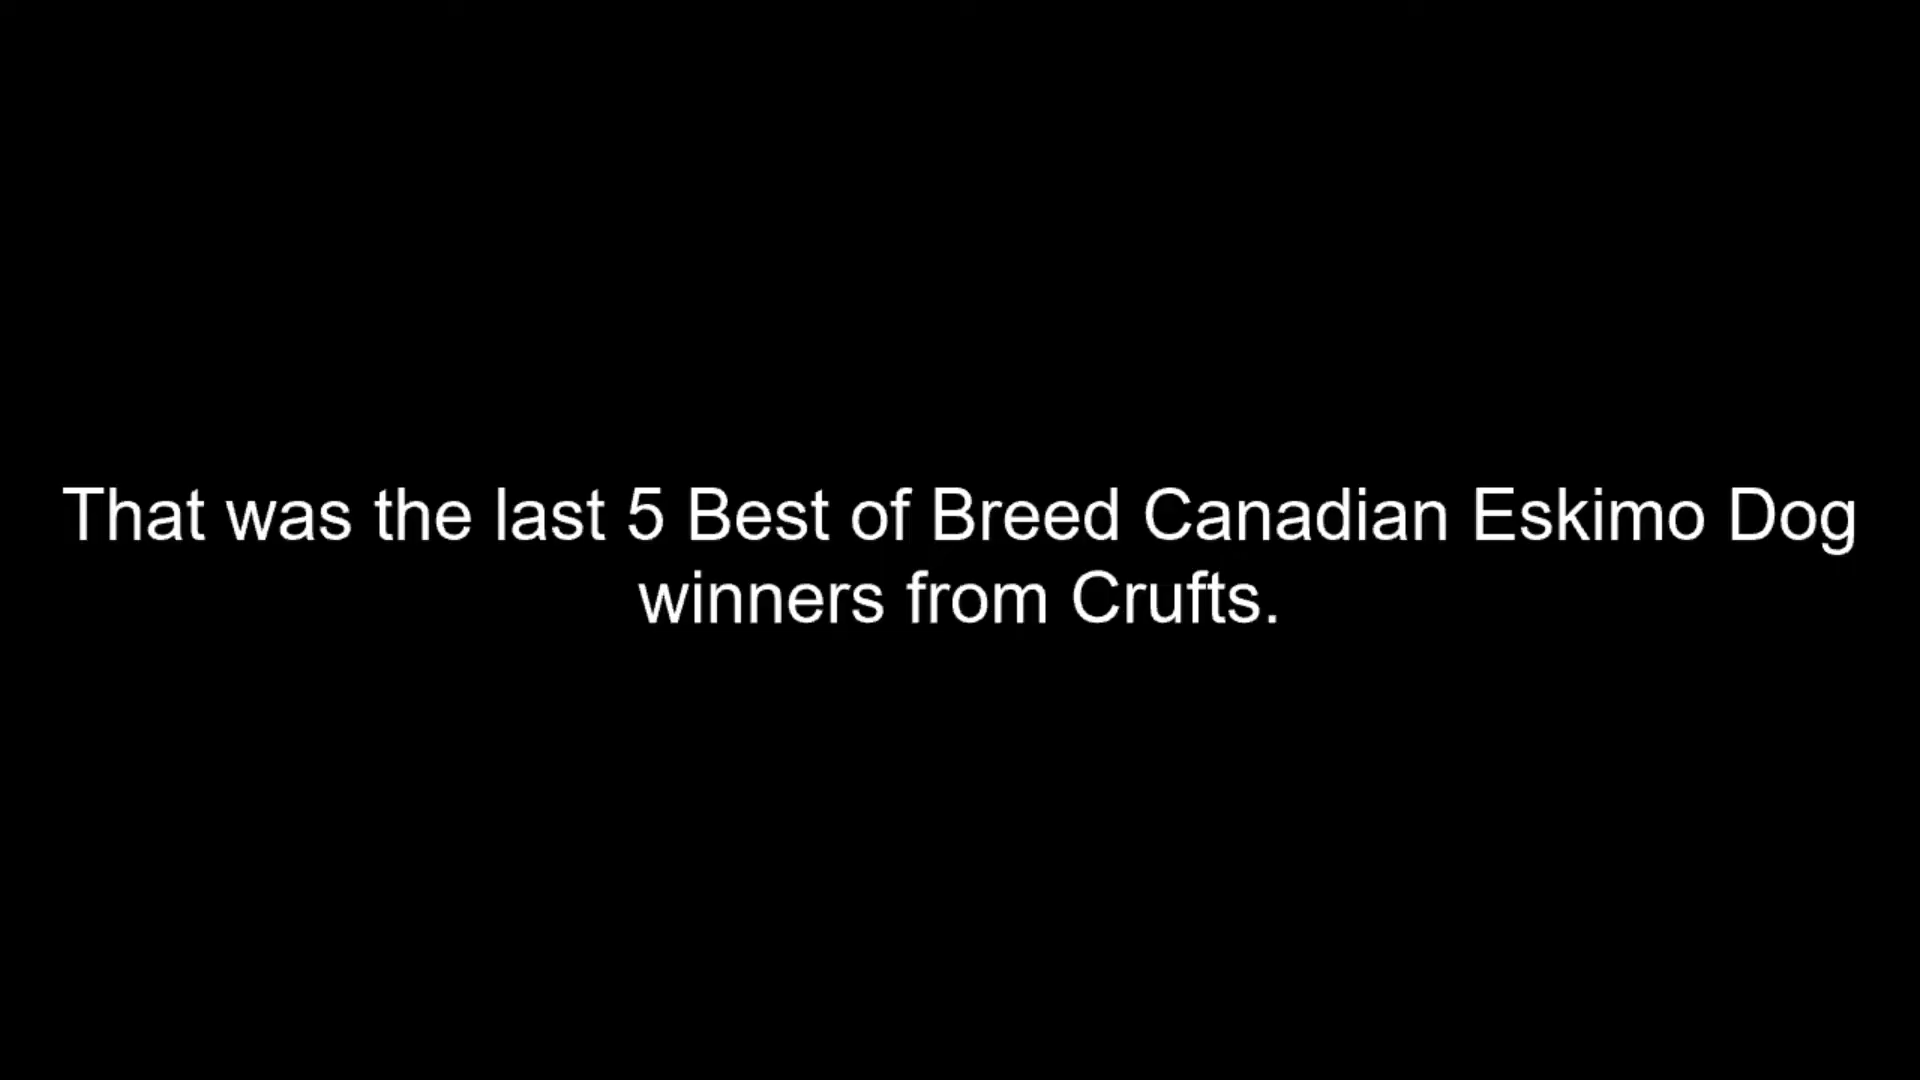 That was the last 5 Best of Breed Canadian Eskimo Dog
winners from Crufts.